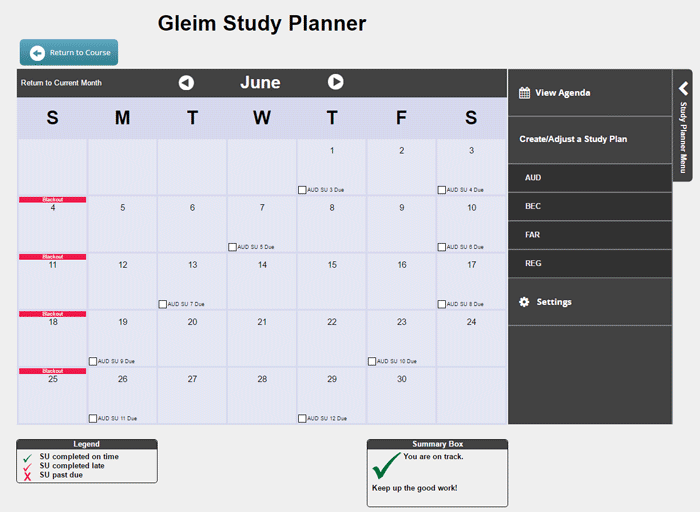 Gleim Study Planner
Return to Course
Return to Current Month
June
S M T W T F S
1 2 3
AUD SU 3 Due AUD SU 4 Due
Blackout
4 5 6 7 8 9 10
AUD SU 5 Due AUD SU 6 Due
Blackout
11 12 13 14 15 16 17
AUD SU 7 Due AUD SU 8 Due
Blackout
18 19 20 21 22 23 24
AUD SU 9 Due AUD SU 10 Due
Blackout
25 26 27 28 29 30
AUD SU 11 Due AUD SU 12 Due
View Agenda
Create/Adjust a Study Plan
AUD
BEC
FAR
REG
Settings
Study Planner Menu
Legend
SU completed on time
SU completed late
SU past due
Summary Box
You are on track.
Keep up the good work!